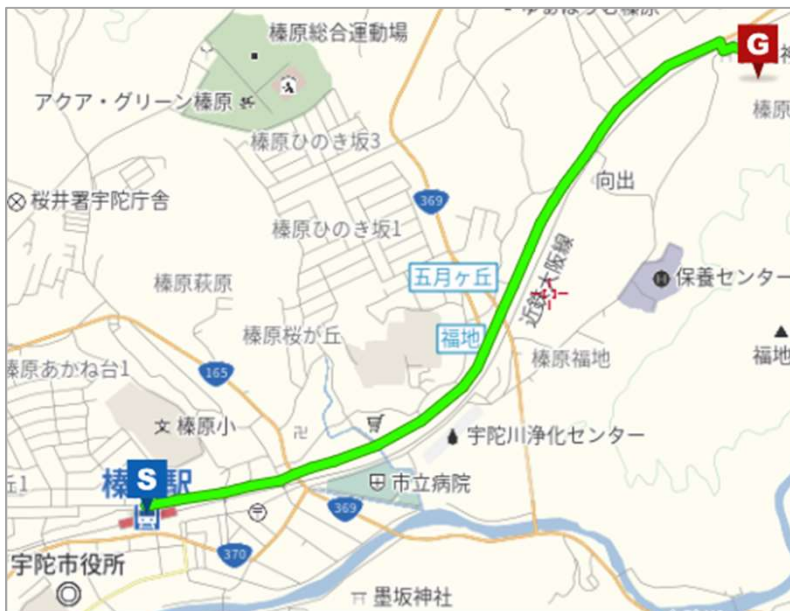 榛原総合運動場
G
アクア・グリーン榛原
榛原ひのき坂3
桜井署宇陀庁舎
369
向出
榛原ひのき坂1
五月ヶ丘
近鉄大阪線
保養センター
榛原萩原
榛原桜が丘
福地
榛原福地
福地
榛原あかね台1
165
文 榛原小
宇陀川浄化センター
S
市立病院
369
370
宇陀市役所
墨坂神社